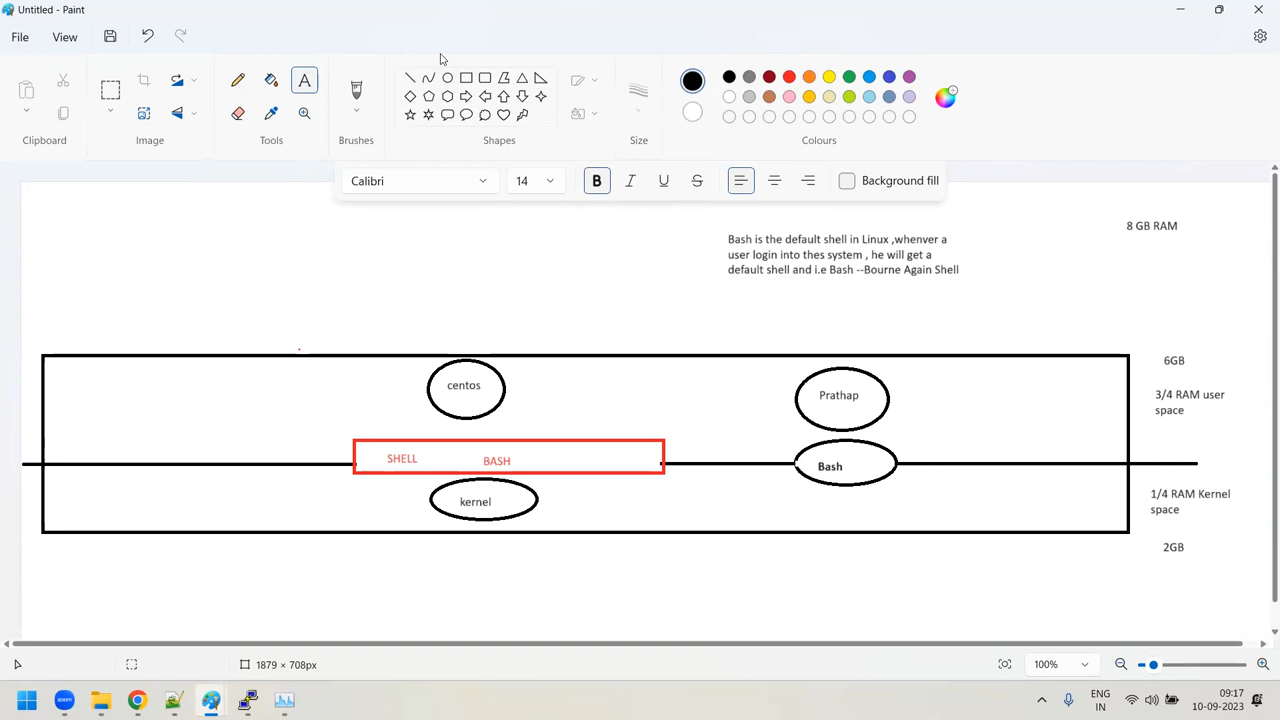 Untitled - Paint
File
View
Clipboard
Image
Tools
Brushes
Shapes
Size
Colours
Calibri
14
B
I
U
Background fill
8 GB RAM
Bash is the default shell in Linux ,whenver a
user login into thes system , he will get a
default shell and i.e Bash --Bourne Again Shell
6GB
centos
Prathap
3/4 RAM user
space
SHELL
BASH
Bash
kernel
1/4 RAM Kernel
space
2GB
1879 × 708px
100%
ENG
IN
09:17
10-09-2023